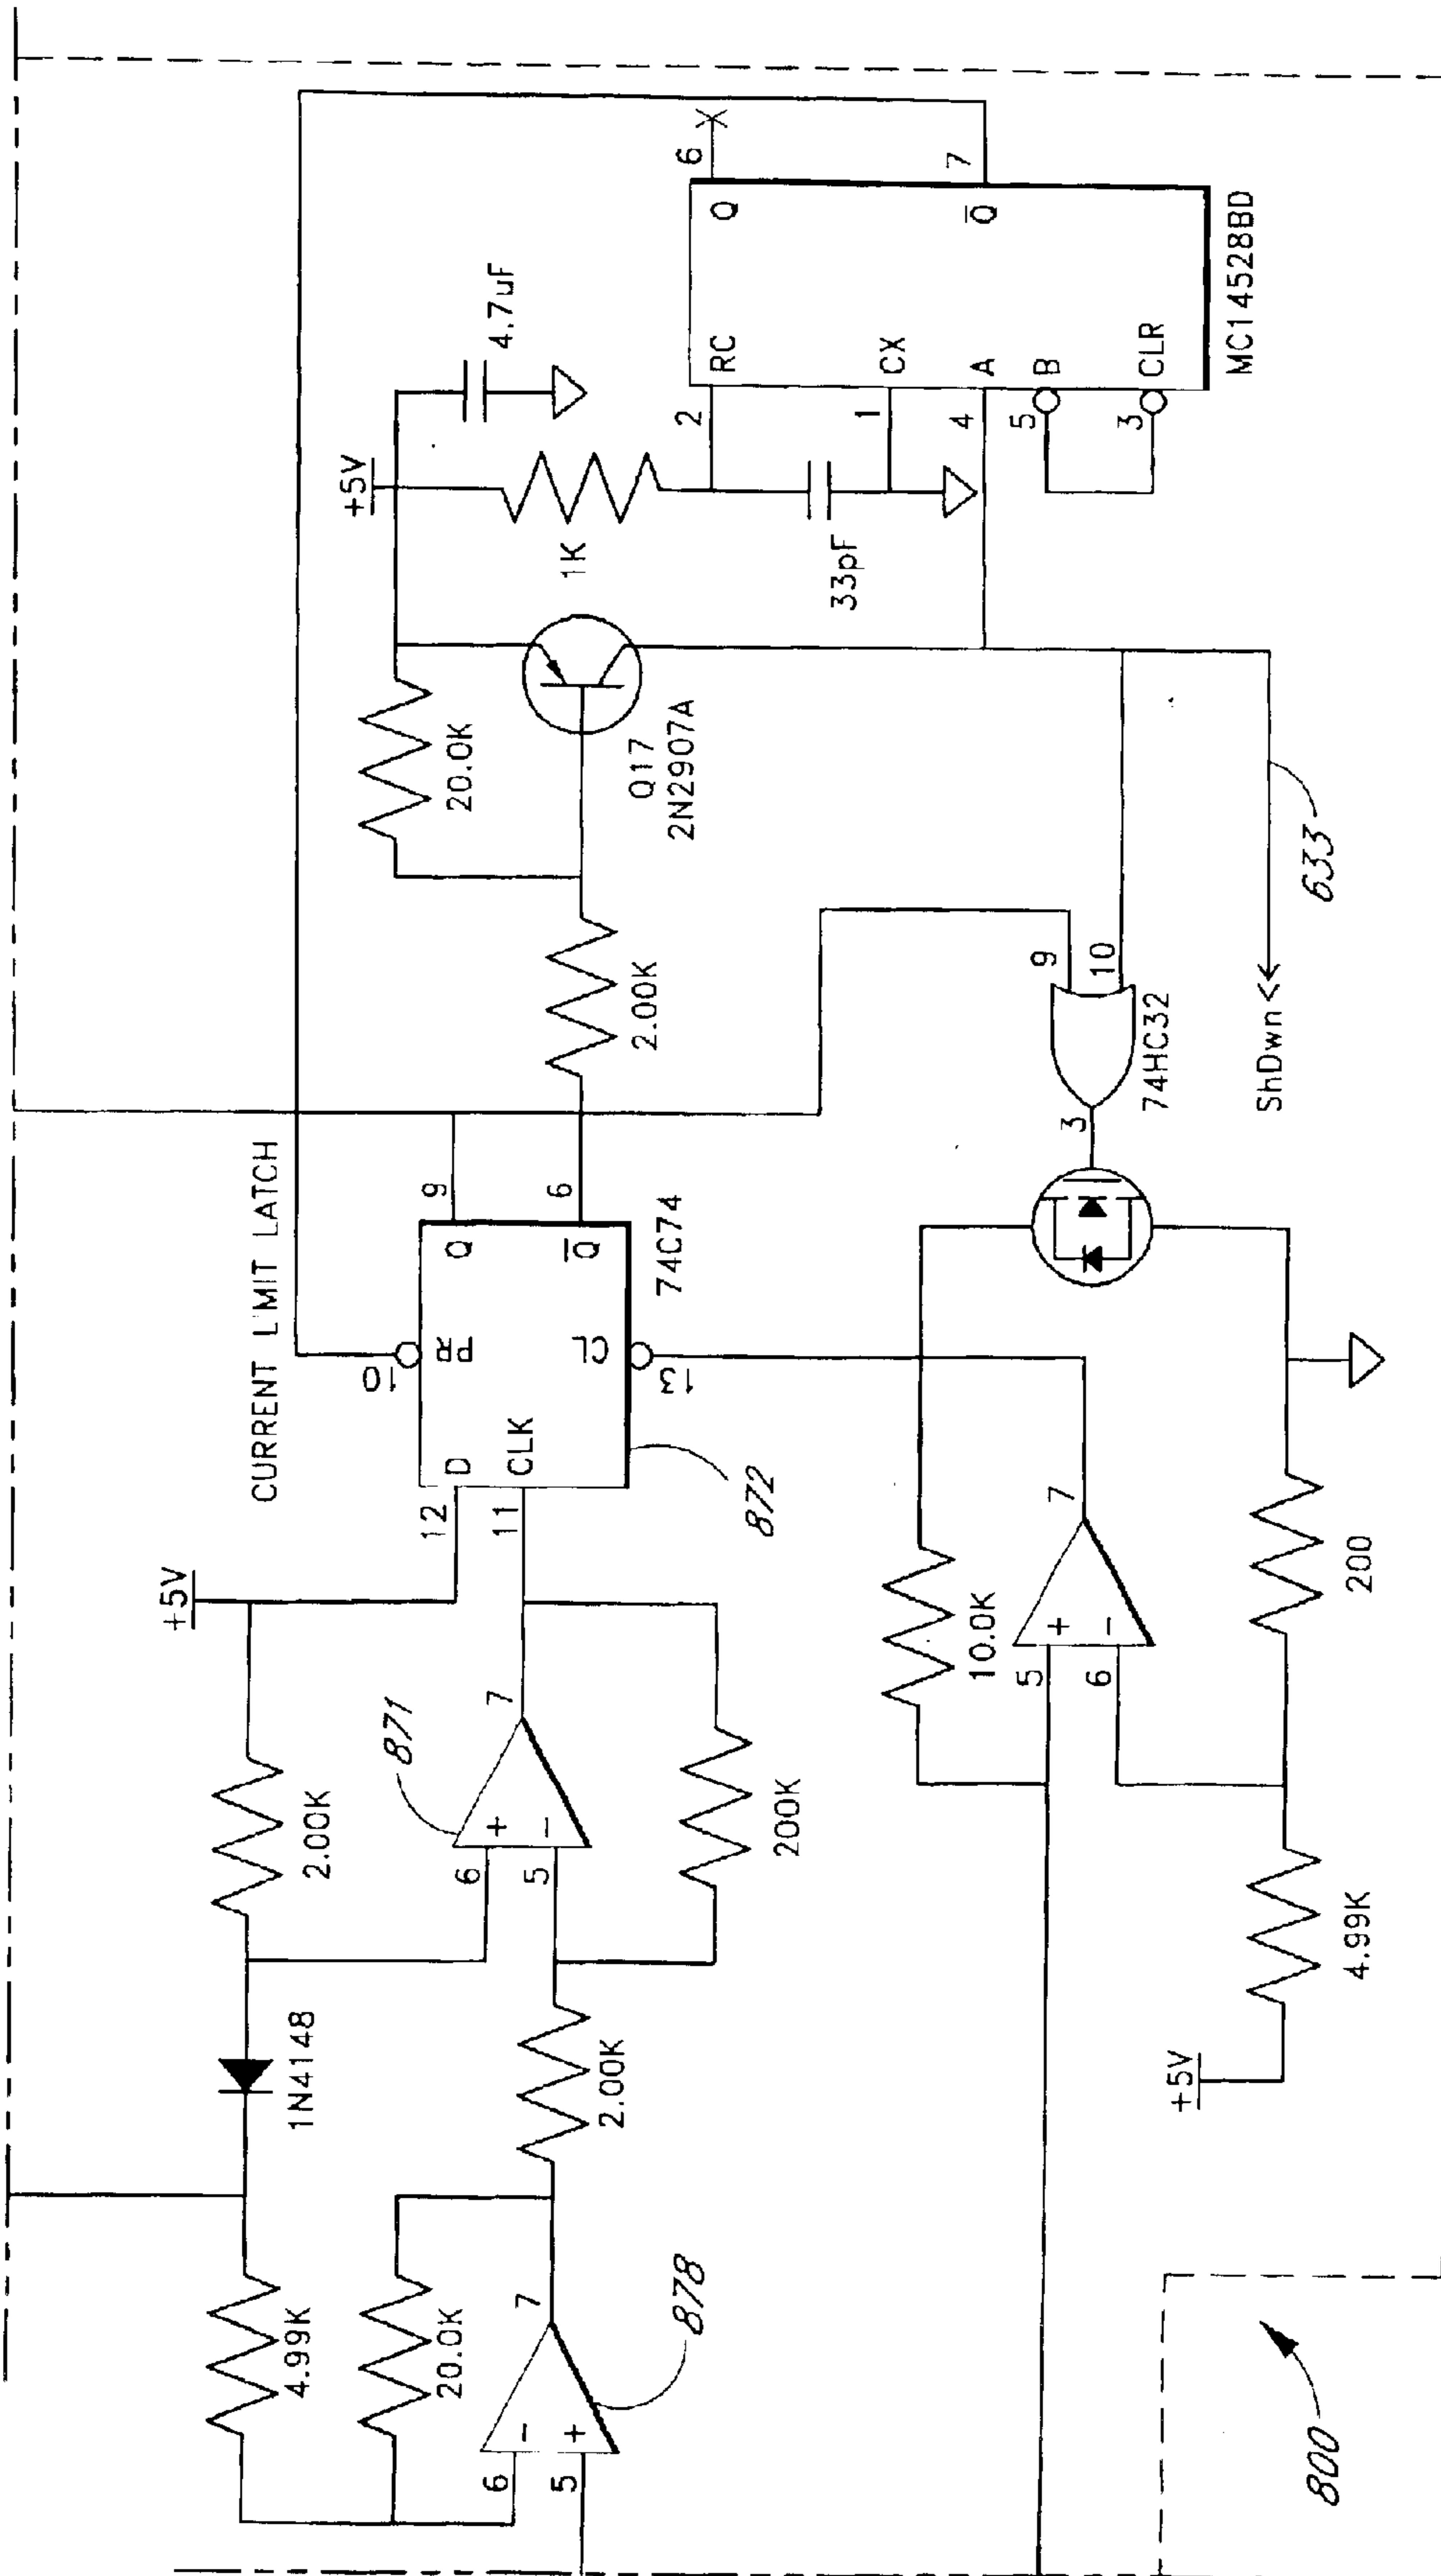 CURRENT LIMIT LATCH
+5V
2.00K
1N4148
4.99K
20.0K
6
5
-
+
7
878
2.00K
6
5
+
-
7
871
200K
12
D
11
CLK
10
PR
CL
13
Q
9
Q
6
74C74
872
2.00K
20.0K
Q17
2N2907A
+5V
4.7uF
1K
33pF
2
RC
1
CX
4
A
5
B
3
CLR
Q
6
X
Q
7
MC14528BD
9
10
3
74HC32
ShDwn
633
10.0K
5
6
+
-
7
200
4.99K
+5V
800